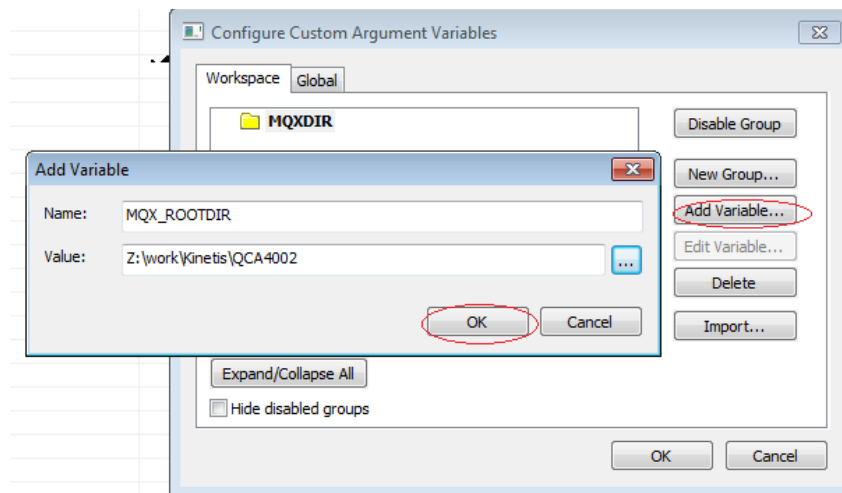 Configure Custom Argument Variables
Workspace Global
MQXDIR
Disable Group
Add Variable
New Group...
Name: MQX_ROOTDIR
Add Variable...
Value: Z:\work\Kinetis\QCA4002 ...
Edit Variable...
Delete
OK Cancel
Import...
Expand/Collapse All
Hide disabled groups
OK Cancel